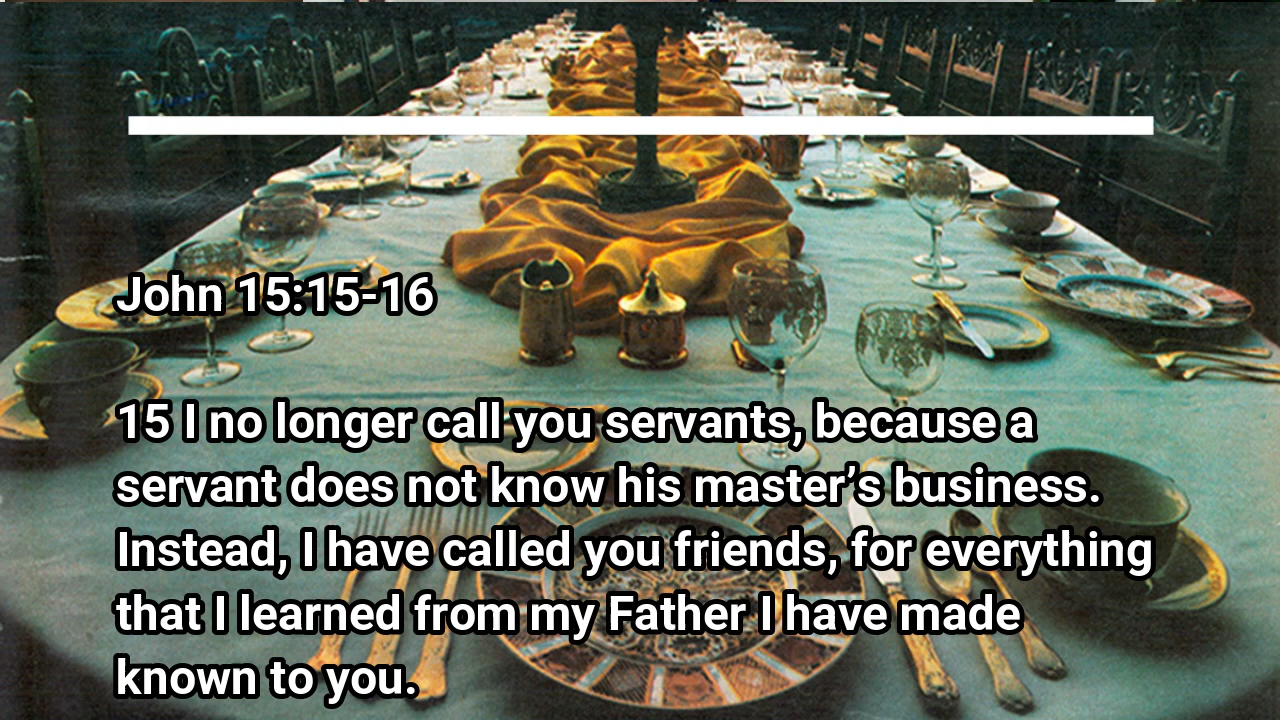 John 15:15-16
15 I no longer call you servants, because a
servant does not know his master’s business.
Instead, I have called you friends, for everything
that I learned from my Father I have made
known to you.